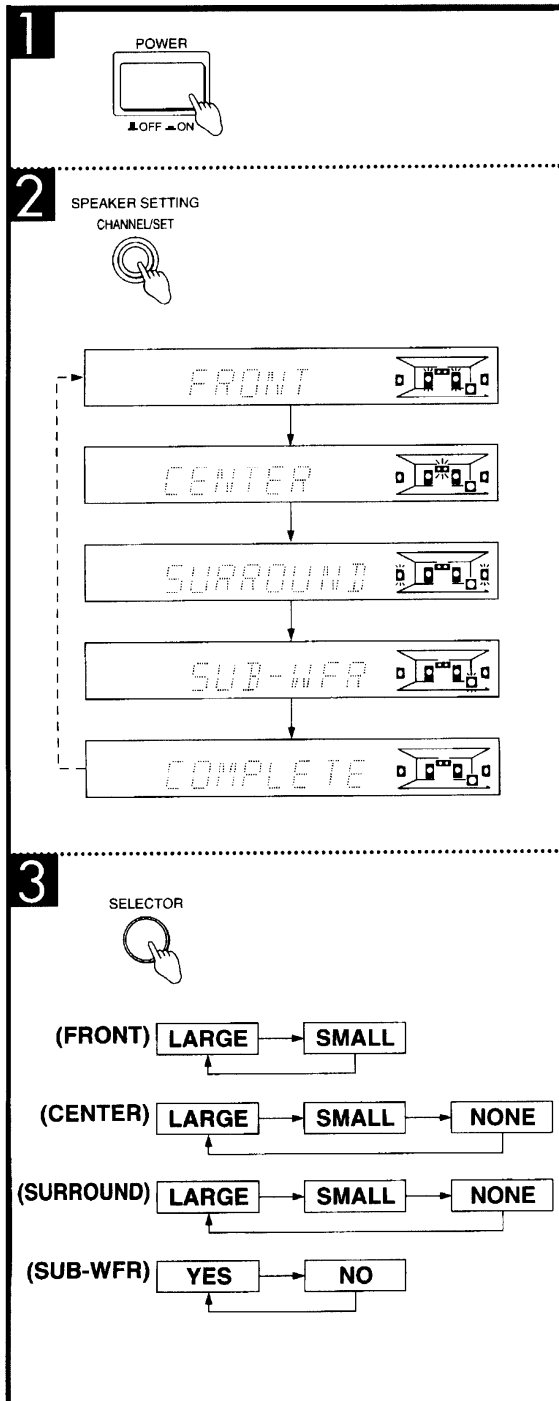 1
POWER
OFF ON
2
SPEAKER SETTING
CHANNEL/SET
FRONT
CENTER
SURROUND
SUB-WFR
COMPLETE
3
SELECTOR
(FRONT) LARGE SMALL
(CENTER) LARGE SMALL NONE
(SURROUND) LARGE SMALL NONE
(SUB-WFR) YES NO